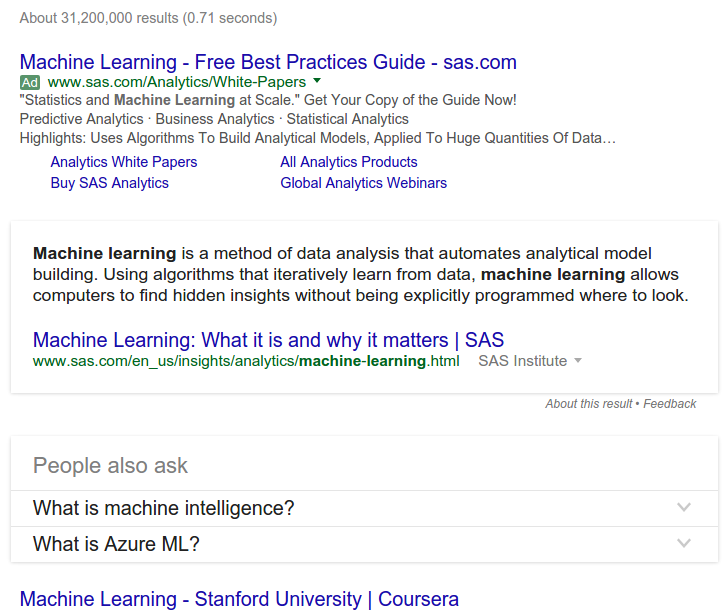 About 31,200,000 results (0.71 seconds)
Machine Learning - Free Best Practices Guide - sas.com
Ad www.sas.com/Analytics/White-Papers
"Statistics and Machine Learning at Scale." Get Your Copy of the Guide Now!
Predictive Analytics · Business Analytics · Statistical Analytics
Highlights: Uses Algorithms To Build Analytical Models, Applied To Huge Quantities Of Data…
Analytics White Papers All Analytics Products
Buy SAS Analytics Global Analytics Webinars
Machine learning is a method of data analysis that automates analytical model
building. Using algorithms that iteratively learn from data, machine learning allows
computers to find hidden insights without being explicitly programmed where to look.
Machine Learning: What it is and why it matters | SAS
www.sas.com/en_us/insights/analytics/machine-learning.html SAS Institute
About this result • Feedback
People also ask
What is machine intelligence?
What is Azure ML?
Machine Learning - Stanford University | Coursera